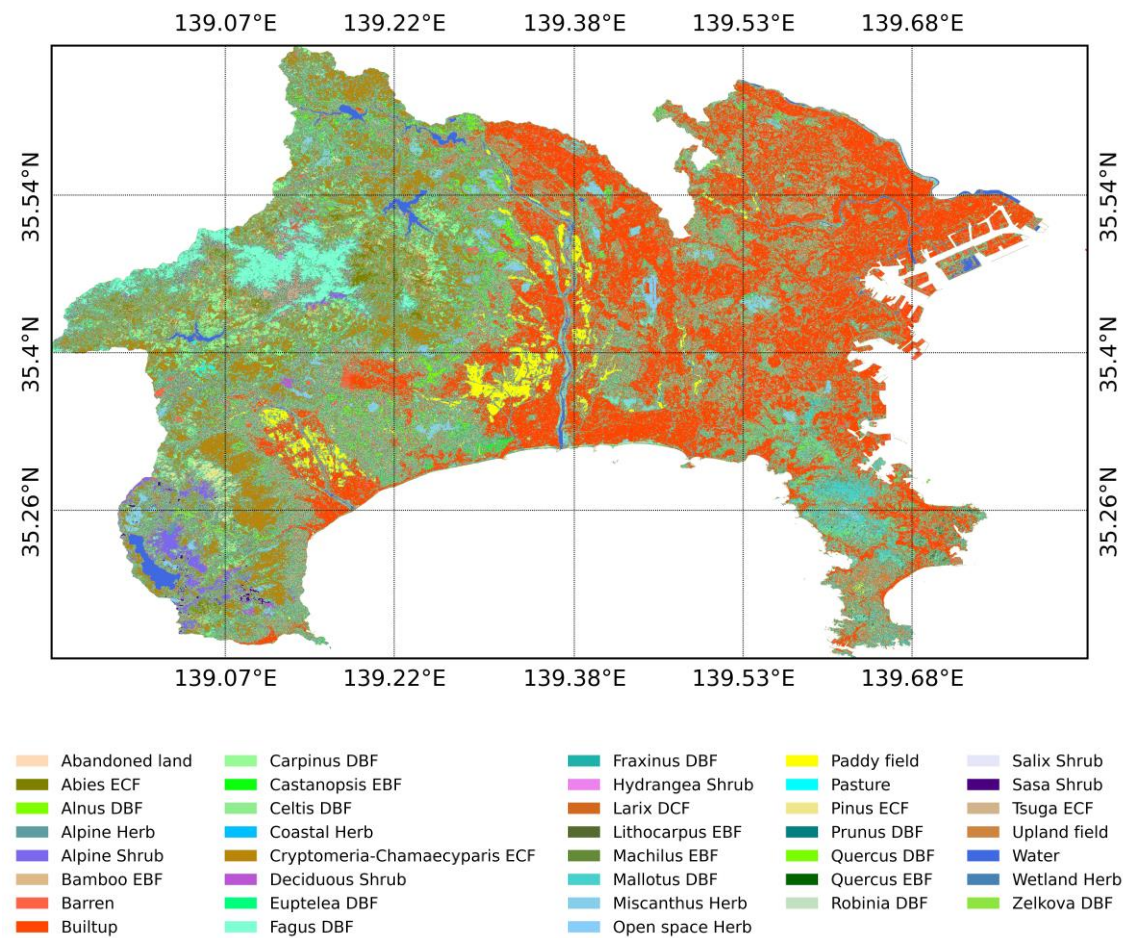 139.07°E 139.22°E 139.38°E 139.53°E 139.68°E
35.54°N 35.54°N
35.4°N 35.4°N
35.26°N 35.26°N
139.07°E 139.22°E 139.38°E 139.53°E 139.68°E
Abandoned land
Abies ECF
Alnus DBF
Alpine Herb
Alpine Shrub
Bamboo EBF
Barren
Builtup
Carpinus DBF
Castanopsis EBF
Celtis DBF
Coastal Herb
Cryptomeria-Chamaecyparis ECF
Deciduous Shrub
Euptelea DBF
Fagus DBF
Fraxinus DBF
Hydrangea Shrub
Larix DCF
Lithocarpus EBF
Machilus EBF
Mallotus DBF
Miscanthus Herb
Open space Herb
Paddy field
Pasture
Pinus ECF
Prunus DBF
Quercus DBF
Quercus EBF
Robinia DBF
Salix Shrub
Sasa Shrub
Tsuga ECF
Upland field
Water
Wetland Herb
Zelkova DBF